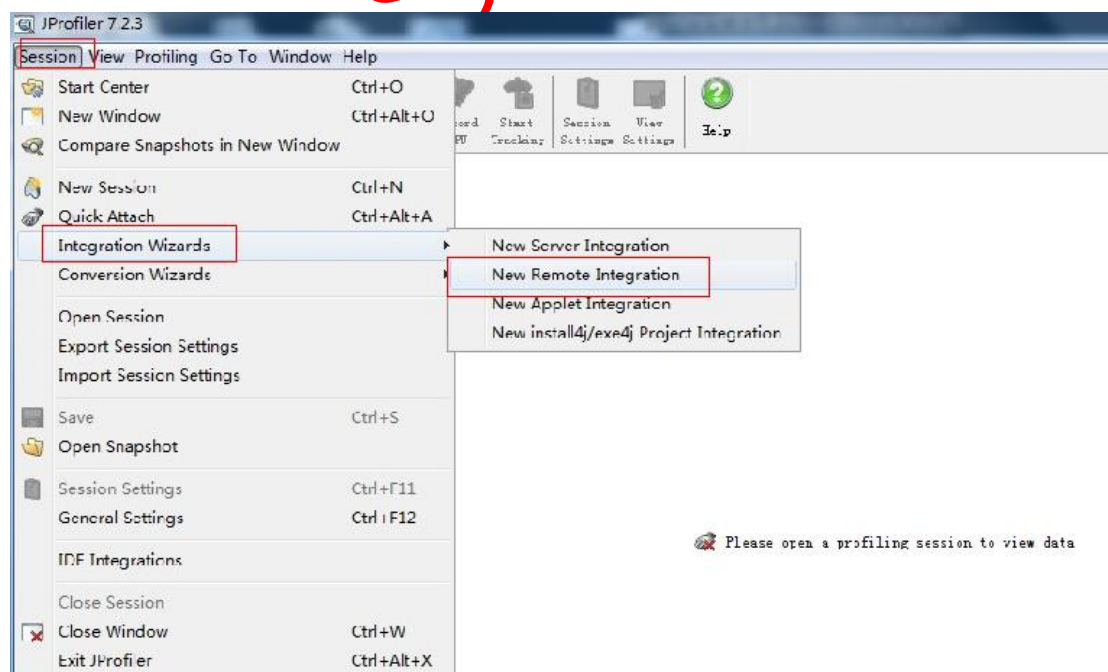 JProfiler 7.2.3
Session View Profiling Go To Window Help
Start Center Ctrl+O
New Window Ctrl+Alt+O
Compare Snapshots in New Window
New Session Ctrl+N
Quick Attach Ctrl+Alt+A
Integration Wizards
Conversion Wizards
Open Session
Export Session Settings
Import Session Settings
Save Ctrl+S
Open Snapshot
Session Settings Ctrl+F11
General Settings Ctrl+F12
IDE Integrations
Close Session
Close Window Ctrl+W
Exit JProfiler Ctrl+Alt+X
Start Tracking
Session Settings
View Settings
Help
New Server Integration
New Remote Integration
New Applet Integration
New install4j/exe4j Project Integration
Please open a profiling session to view data